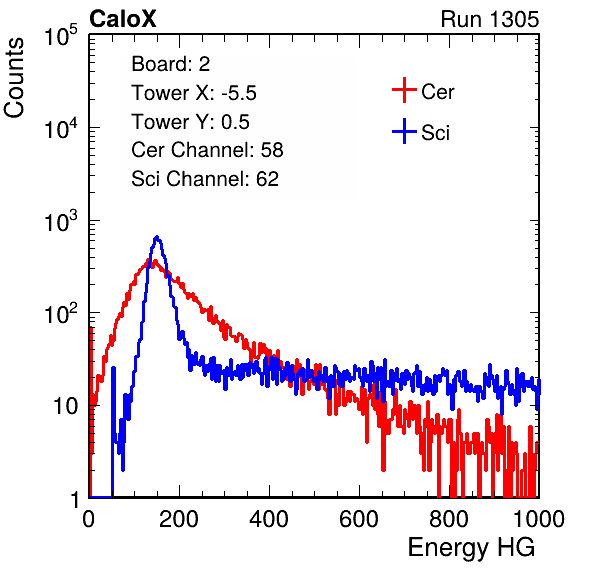 CaloX Run 1305
Counts
Board: 2
Tower X: -5.5
Tower Y: 0.5
Cer Channel: 58
Sci Channel: 62
Cer
Sci
10^5
10^4
10^3
10^2
10
1
0 200 400 600 800 1000
Energy HG